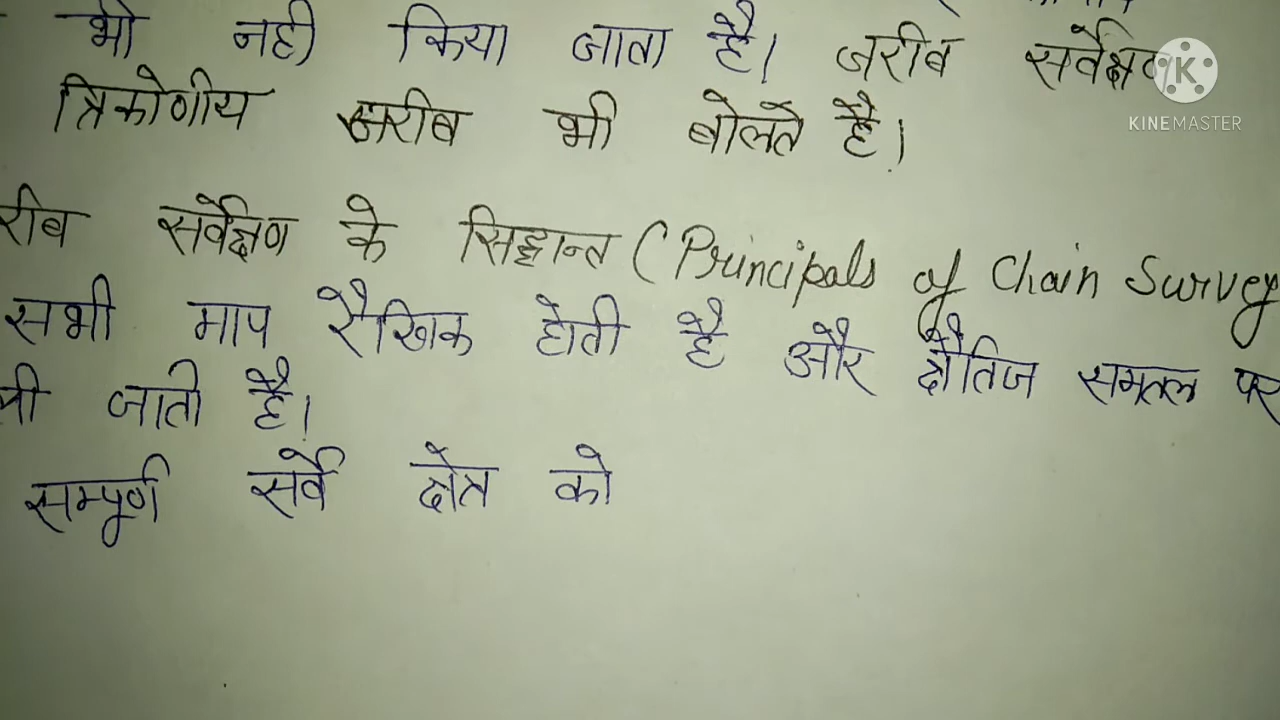 भी नही किया जाता है। जरीब सर्वेक्षण
त्रिकोणीय जरीब भी बोलते है।
रीब सर्वेक्षण के सिद्धान्त (Principals of Chain Survey
सभी माप रैखिक होती है और क्षैतिज समतल पर
जाती है।
सम्पूर्ण सर्वे क्षेत्र को
KINEMASTER